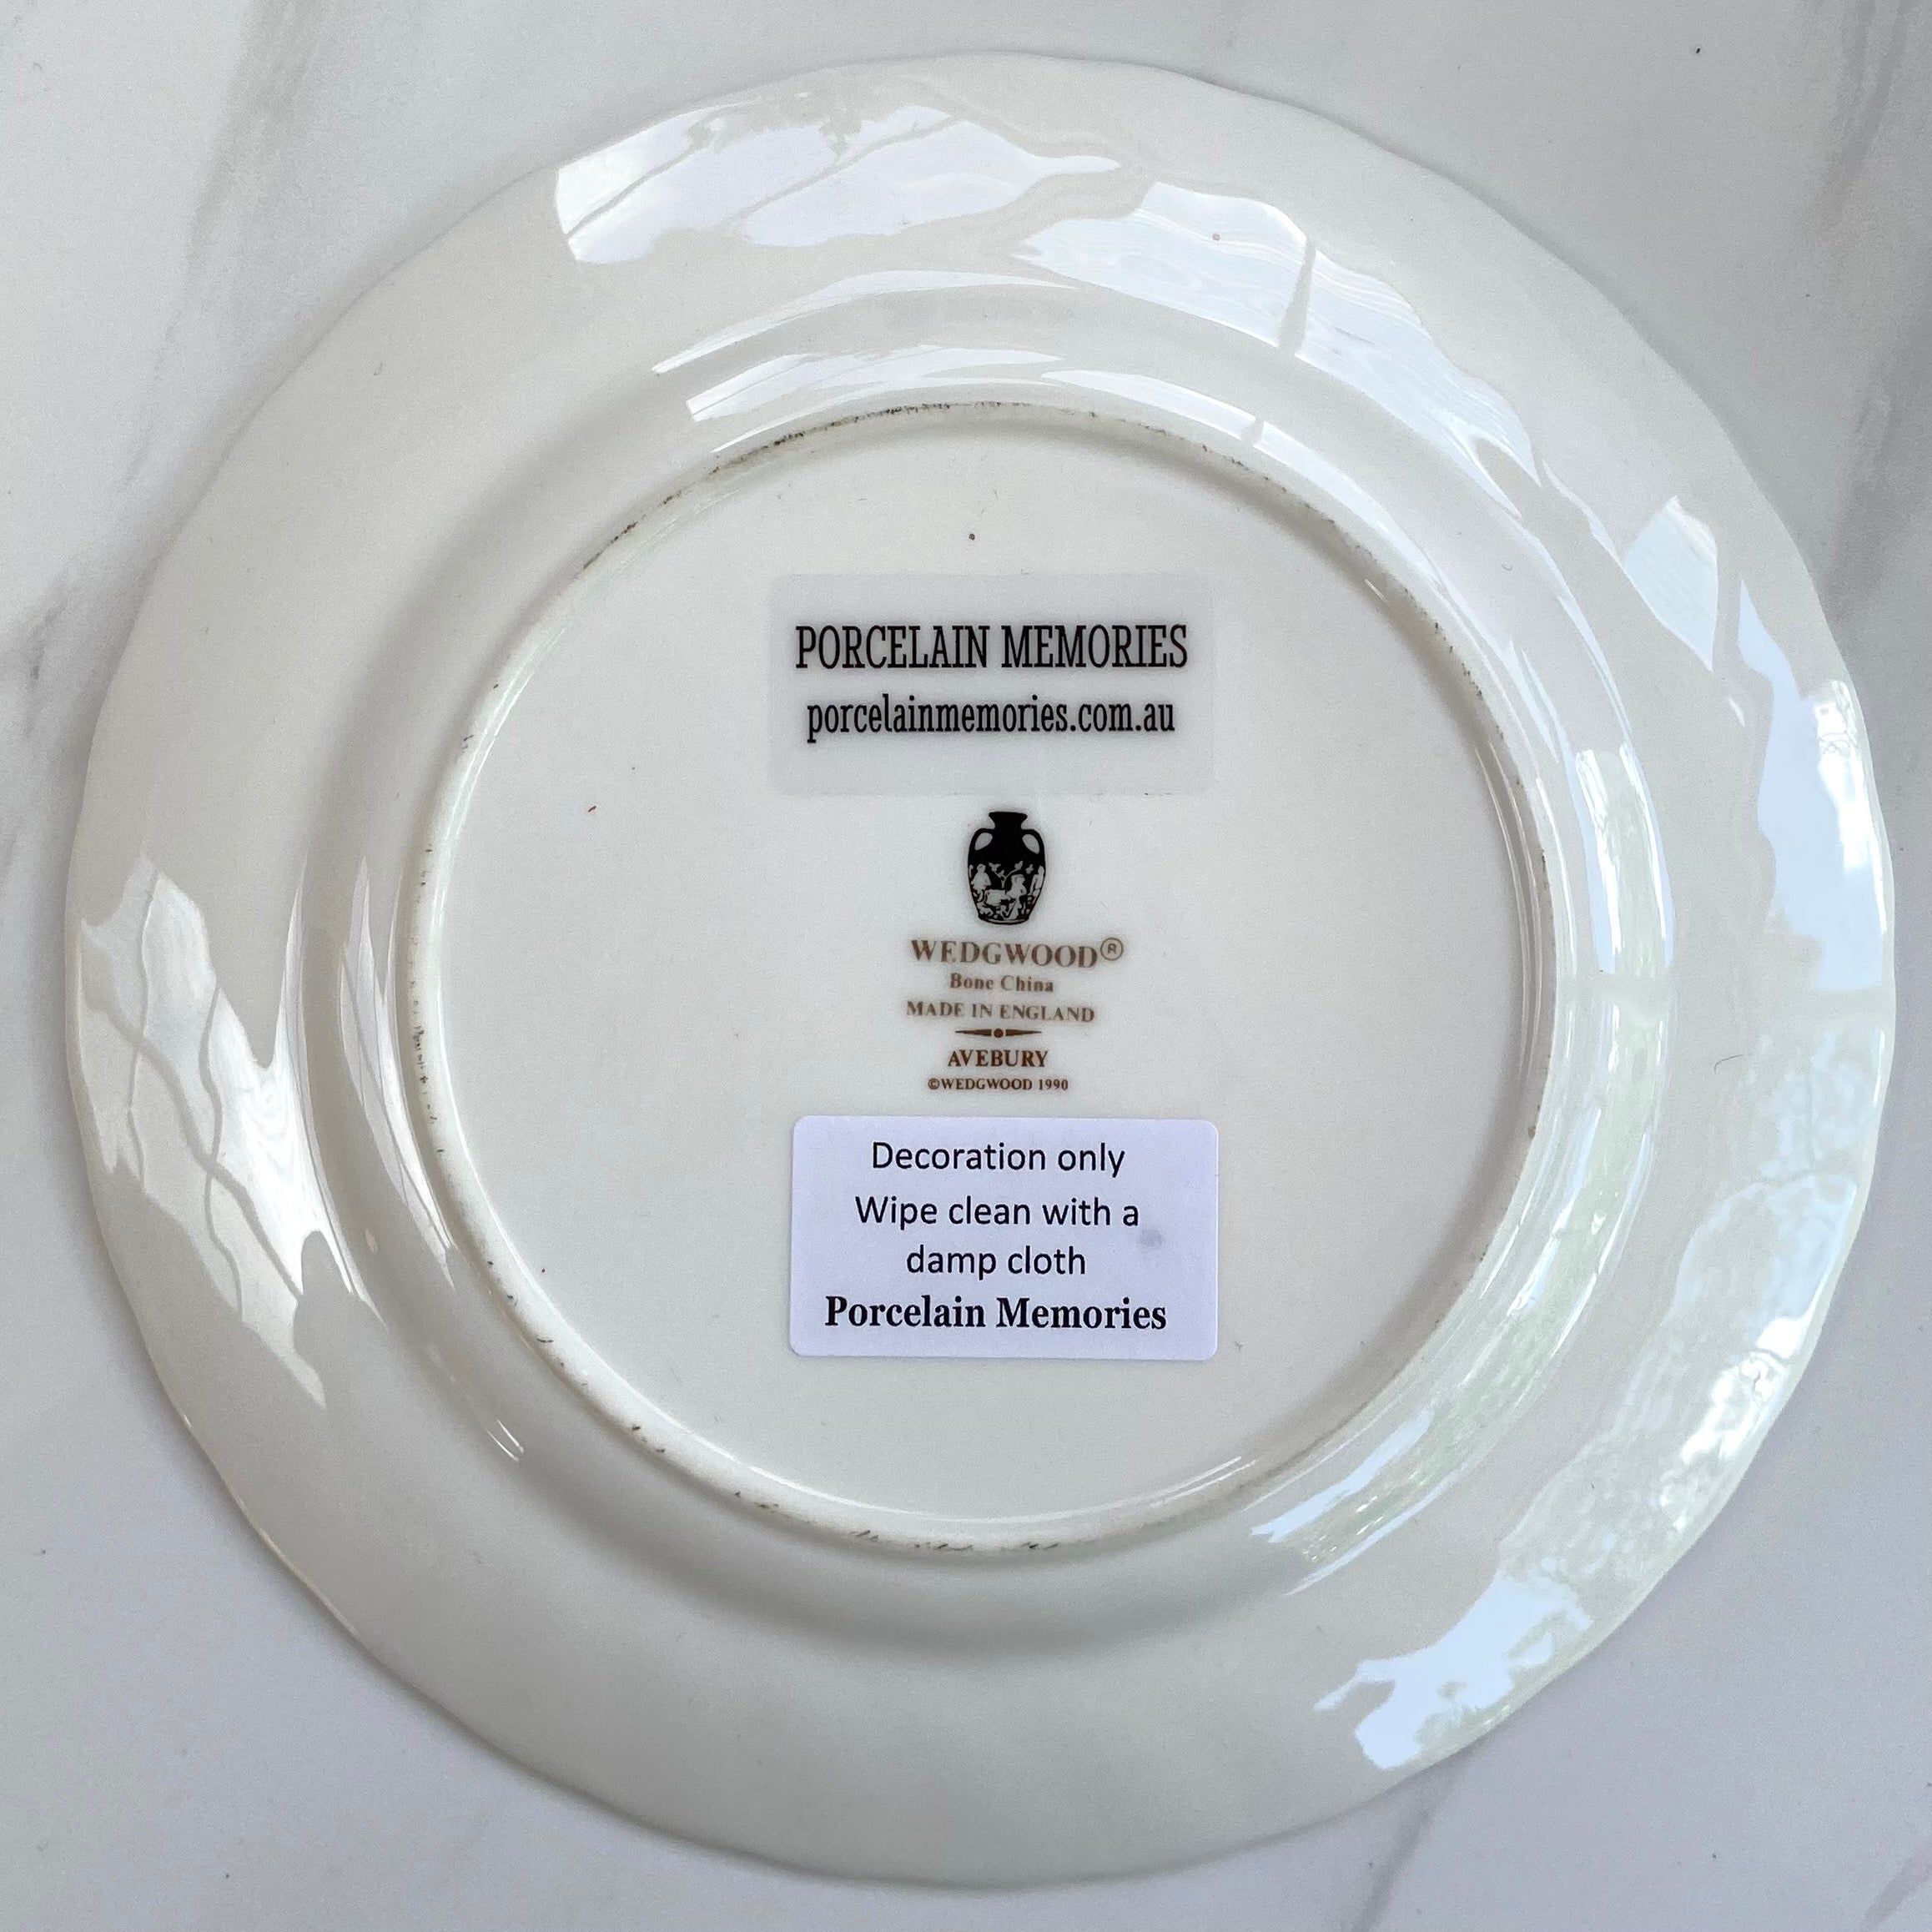 PORCELAIN MEMORIES
porcelainmemories.com.au
WEDGWOOD®
Bone China
MADE IN ENGLAND
AVEBURY
©WEDGWOOD 1990
Decoration only
Wipe clean with a
damp cloth
Porcelain Memories